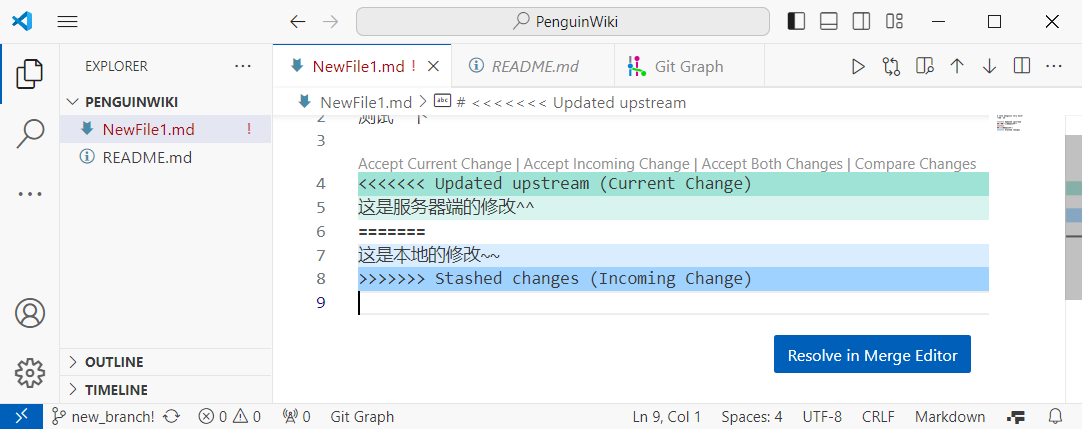 PenguinWiki
EXPLORER
NewFile1.md !
README.md
Git Graph
PENGUINWIKI
NewFile1.md > # <<<<<<< Updated upstream
NewFile1.md !
README.md
2 测试一下
3
Accept Current Change | Accept Incoming Change | Accept Both Changes | Compare Changes
4 <<<<<<< Updated upstream (Current Change)
5 这是服务器端的修改^^
6 =======
7 这是本地的修改~~
8 >>>>>>> Stashed changes (Incoming Change)
9
Resolve in Merge Editor
OUTLINE
TIMELINE
new_branch! 0 0 0 Git Graph Ln 9, Col 1 Spaces: 4 UTF-8 CRLF Markdown